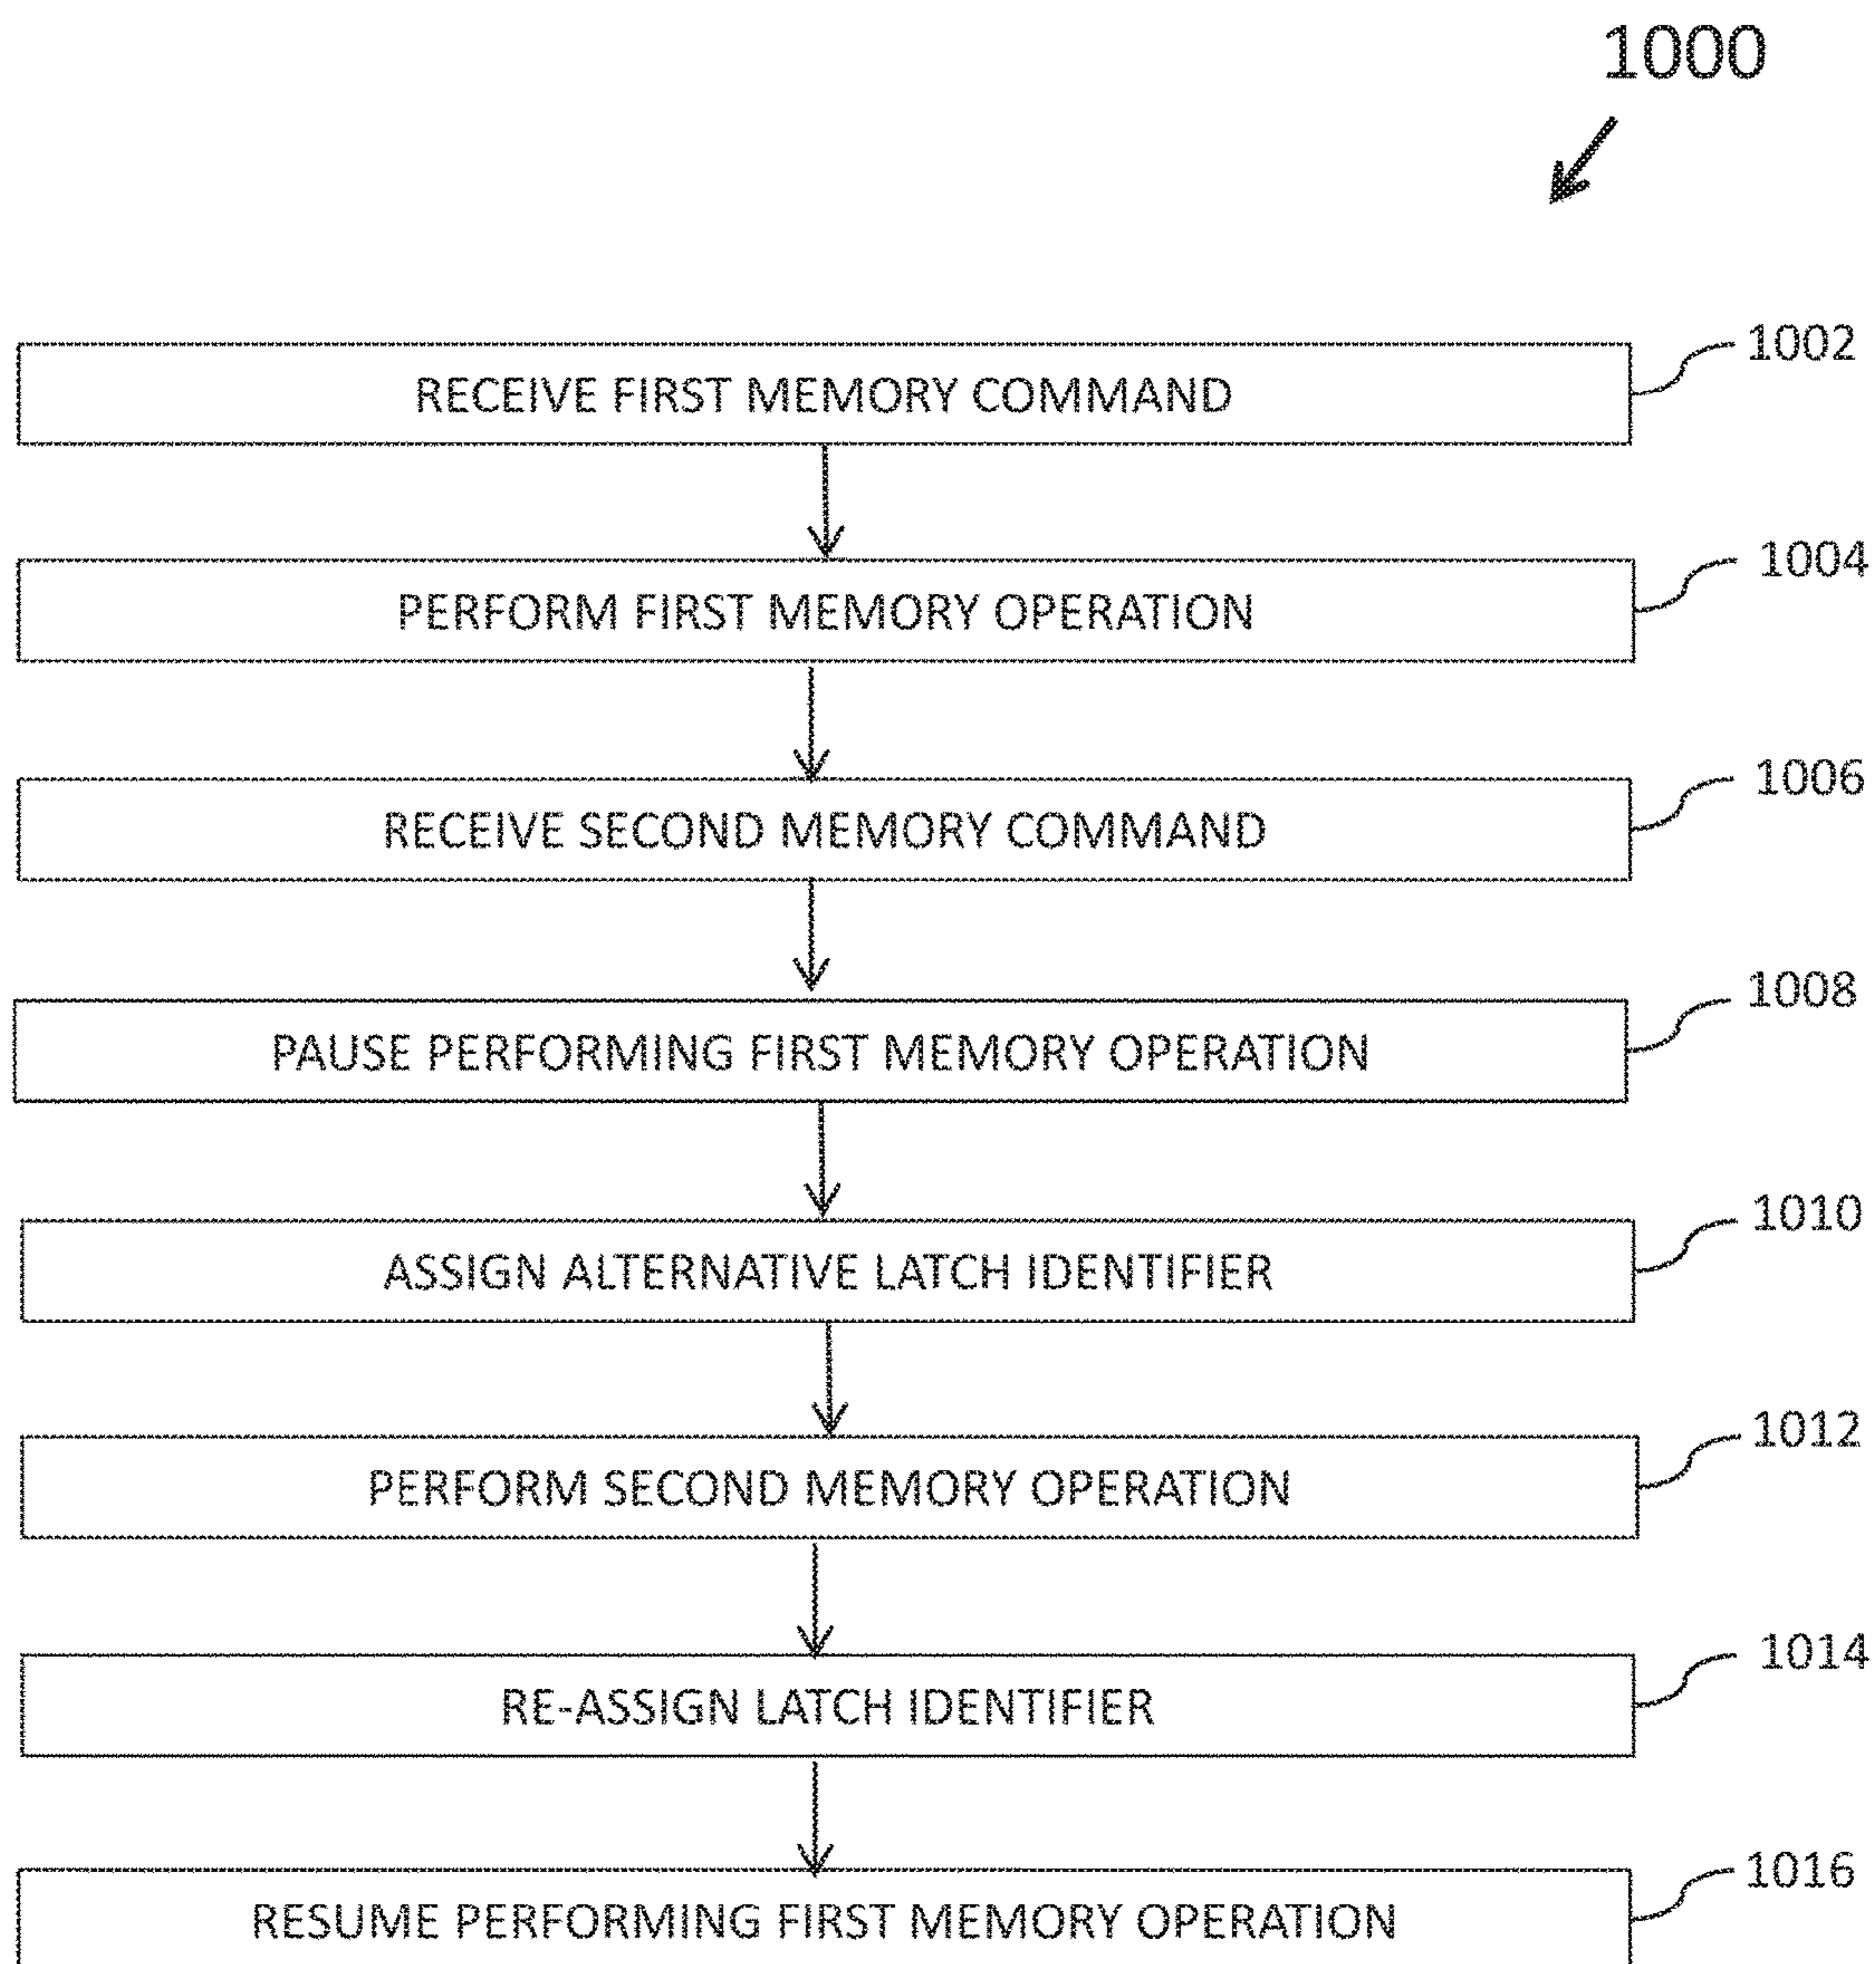 1000
RECEIVE FIRST MEMORY COMMAND
1002
PERFORM FIRST MEMORY OPERATION
1004
RECEIVE SECOND MEMORY COMMAND
1006
PAUSE PERFORMING FIRST MEMORY OPERATION
1008
ASSIGN ALTERNATIVE LATCH IDENTIFIER
1010
PERFORM SECOND MEMORY OPERATION
1012
RE-ASSIGN LATCH IDENTIFIER
1014
RESUME PERFORMING FIRST MEMORY OPERATION
1016